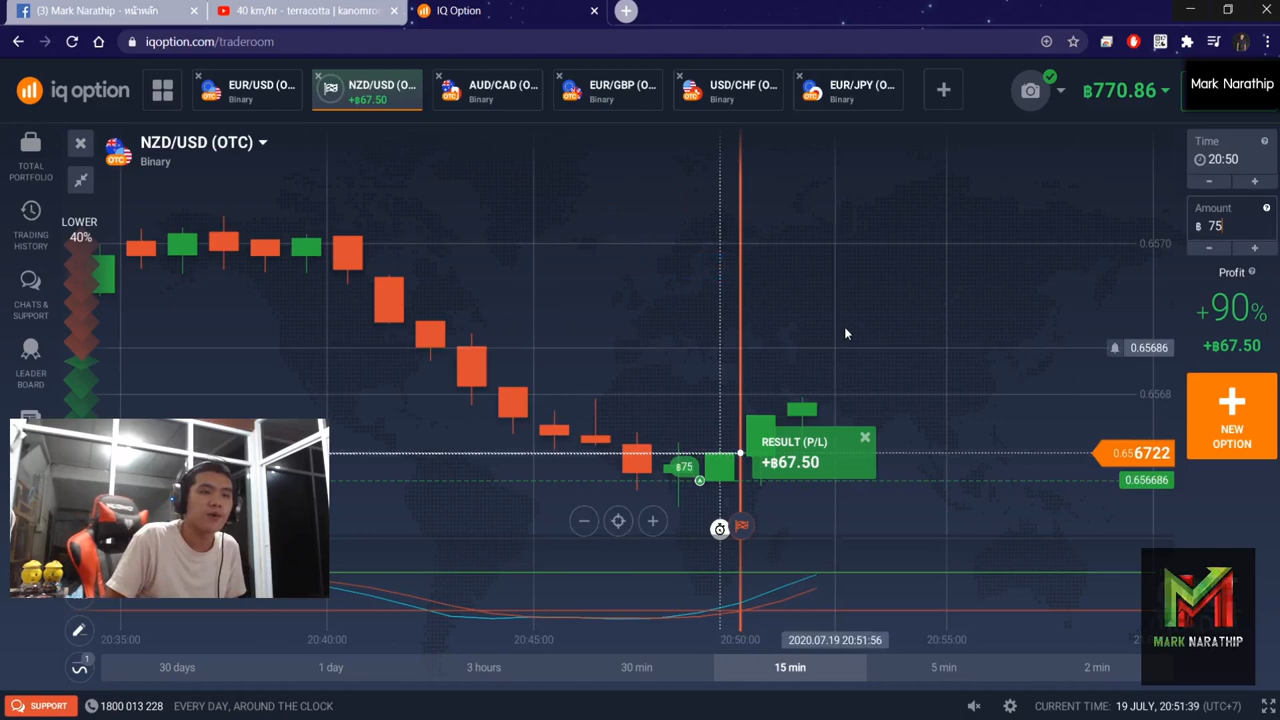 (3) Mark Narathip - หน้าหลัก
40 km/hr - terracotta | kanomron
IQ Option
iqoption.com/traderoom
iq option
EUR/USD (O...
Binary
NZD/USD (O...
+฿67.50
AUD/CAD (O...
Binary
EUR/GBP (O...
Binary
USD/CHF (O...
Binary
EUR/JPY (O...
Binary
฿770.86
Mark Narathip
TOTAL
PORTFOLIO
TRADING
HISTORY
CHATS &
SUPPORT
LEADER
BOARD
NZD/USD (OTC)
OTC
Binary
LOWER
40%
0.6570
0.65686
0.6568
0.656722
0.656686
฿75
RESULT (P/L)
+฿67.50
Time
20:50
Amount
฿ 75
Profit
+90%
+฿67.50
NEW
OPTION
20:35:00
20:40:00
20:45:00
20:50:00
2020.07.19 20:51:56
20:55:00
30 days
1 day
3 hours
30 min
15 min
5 min
2 min
1
MARK NARATHIP
SUPPORT
1800 013 228
EVERY DAY, AROUND THE CLOCK
CURRENT TIME: 19 JULY, 20:51:39 (UTC+7)